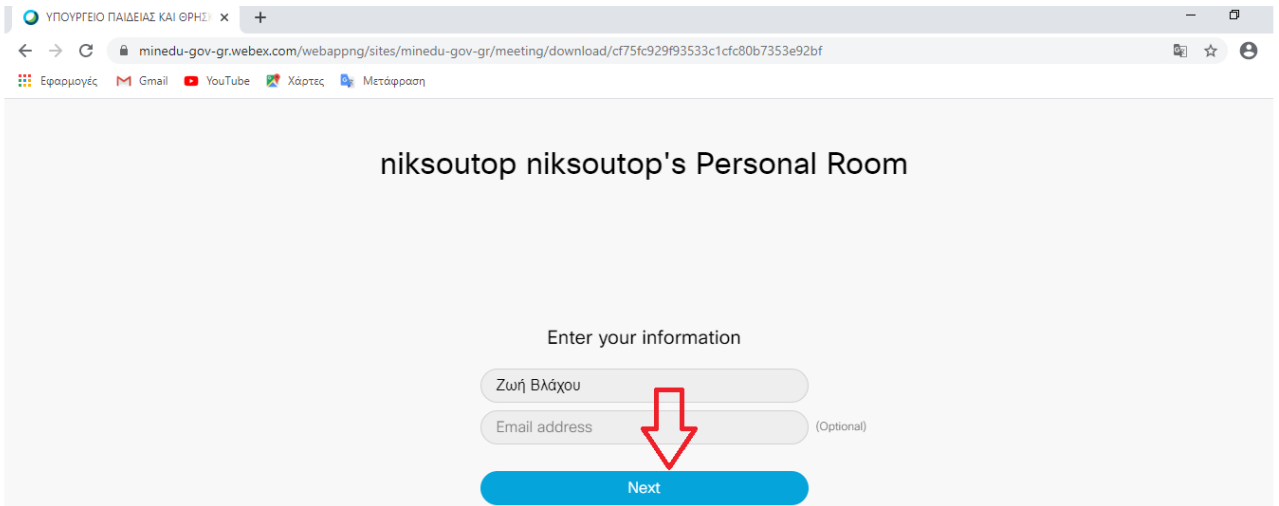 ΥΠΟΥΡΓΕΙΟ ΠΑΙΔΕΙΑΣ ΚΑΙ ΘΡΗΣΚ
minedu-gov-gr.webex.com/webappng/sites/minedu-gov-gr/meeting/download/cf75fc929f93533c1cfc80b7353e92bf
Εφαρμογές Gmail YouTube Χάρτες Μετάφραση
niksoutop niksoutop's Personal Room
Enter your information
Ζωή Βλάχου
Email address (Optional)
Next